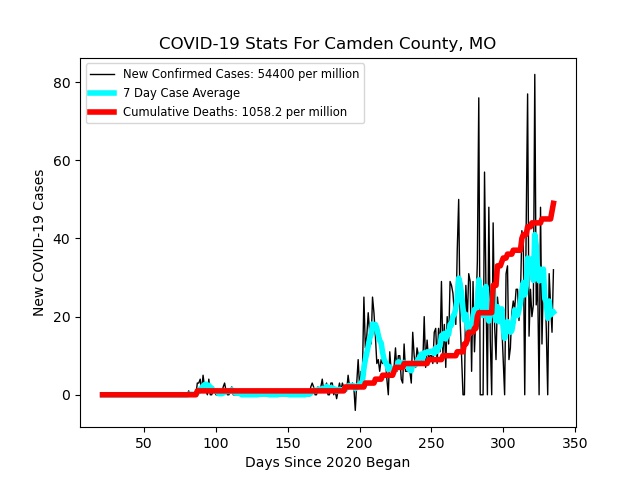 COVID-19 Stats For Camden County, MO
New Confirmed Cases: 54400 per million
7 Day Case Average
Cumulative Deaths: 1058.2 per million
80
60
40
20
0
New COVID-19 Cases
50 100 150 200 250 300 350
Days Since 2020 Began